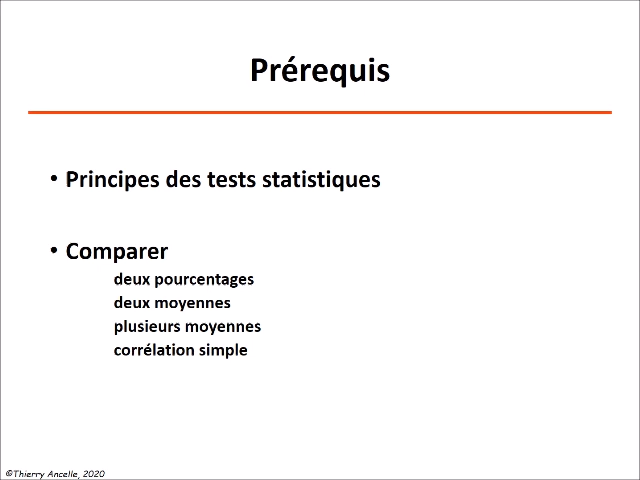 Prérequis
• Principes des tests statistiques
• Comparer
deux pourcentages
deux moyennes
plusieurs moyennes
corrélation simple
©Thierry Ancelle, 2020